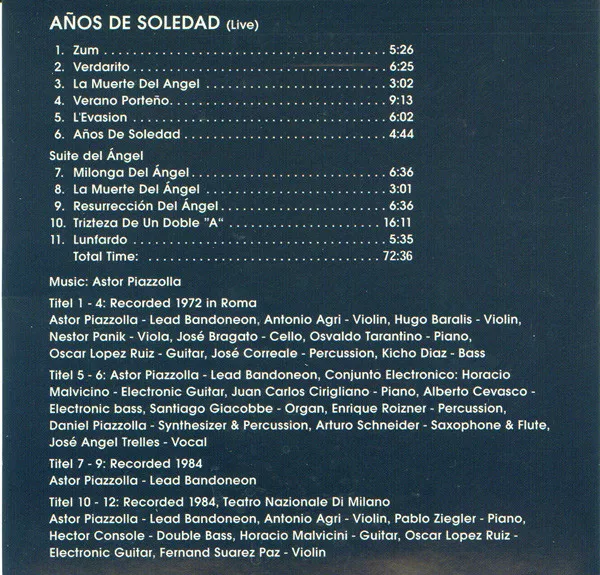 AÑOS DE SOLEDAD (Live)
1. Zum 5:26
2. Verdarito 6:25
3. La Muerte Del Angel 3:02
4. Verano Porteño. 9:13
5. L'Evasion 6:02
6. Años De Soledad 4:44
Suite del Ángel
7. Milonga Del Ángel 6:36
8. La Muerte Del Ángel 3:01
9. Resurrección Del Ángel 6:36
10. Trizteza De Un Doble "A“ 16:11
11. Lunfardo 5:35
Total Time: 72:36
Music: Astor Piazzolla
Titel 1 - 4: Recorded 1972 in Roma
Astor Piazzolla - Lead Bandoneon, Antonio Agri - Violin, Hugo Baralis - Violin,
Nestor Panik - Viola, José Bragato - Cello, Osvaldo Tarantino - Piano,
Oscar Lopez Ruiz - Guitar, José Correale - Percussion, Kicho Diaz - Bass
Titel 5 - 6: Astor Piazzolla - Lead Bandoneon, Conjunto Electronico: Horacio
Malvicino - Electronic Guitar, Juan Carlos Cirigliano - Piano, Alberto Cevasco -
Electronic bass, Santiago Giacobbe - Organ, Enrique Roizner - Percussion,
Daniel Piazzolla - Synthesizer & Percussion, Arturo Schneider - Saxophone & Flute,
José Angel Trelles - Vocal
Titel 7 - 9: Recorded 1984
Astor Piazzolla - Lead Bandoneon
Titel 10 - 12: Recorded 1984, Teatro Nazionale Di Milano
Astor Piazzolla - Lead Bandoneon, Antonio Agri - Violin, Pablo Ziegler - Piano,
Hector Console - Double Bass, Horacio Malvicini - Guitar, Oscar Lopez Ruiz -
Electronic Guitar, Fernand Suarez Paz - Violin